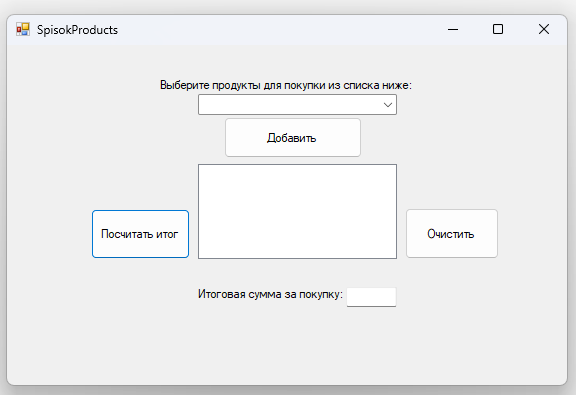 SpisokProducts
Выберите продукты для покупки из списка ниже:
Добавить
Посчитать итог
Очистить
Итоговая сумма за покупку: